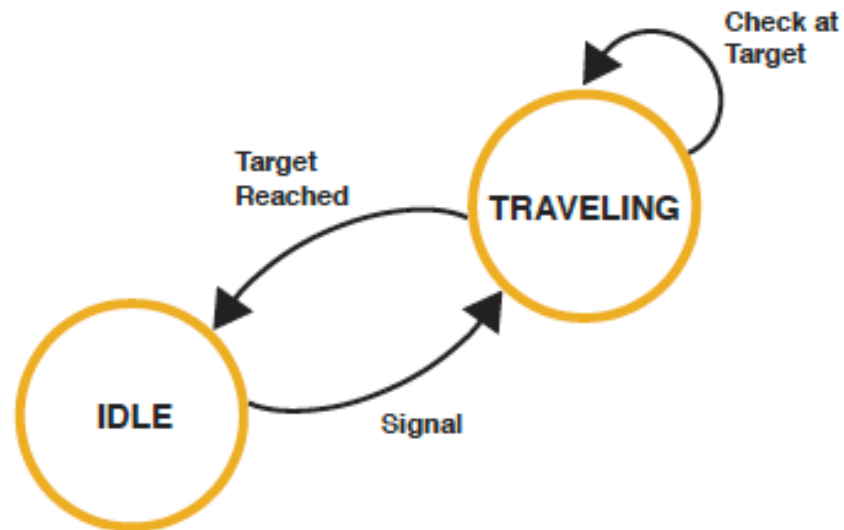 Check at
Target
Target
Reached
TRAVELING
IDLE
Signal